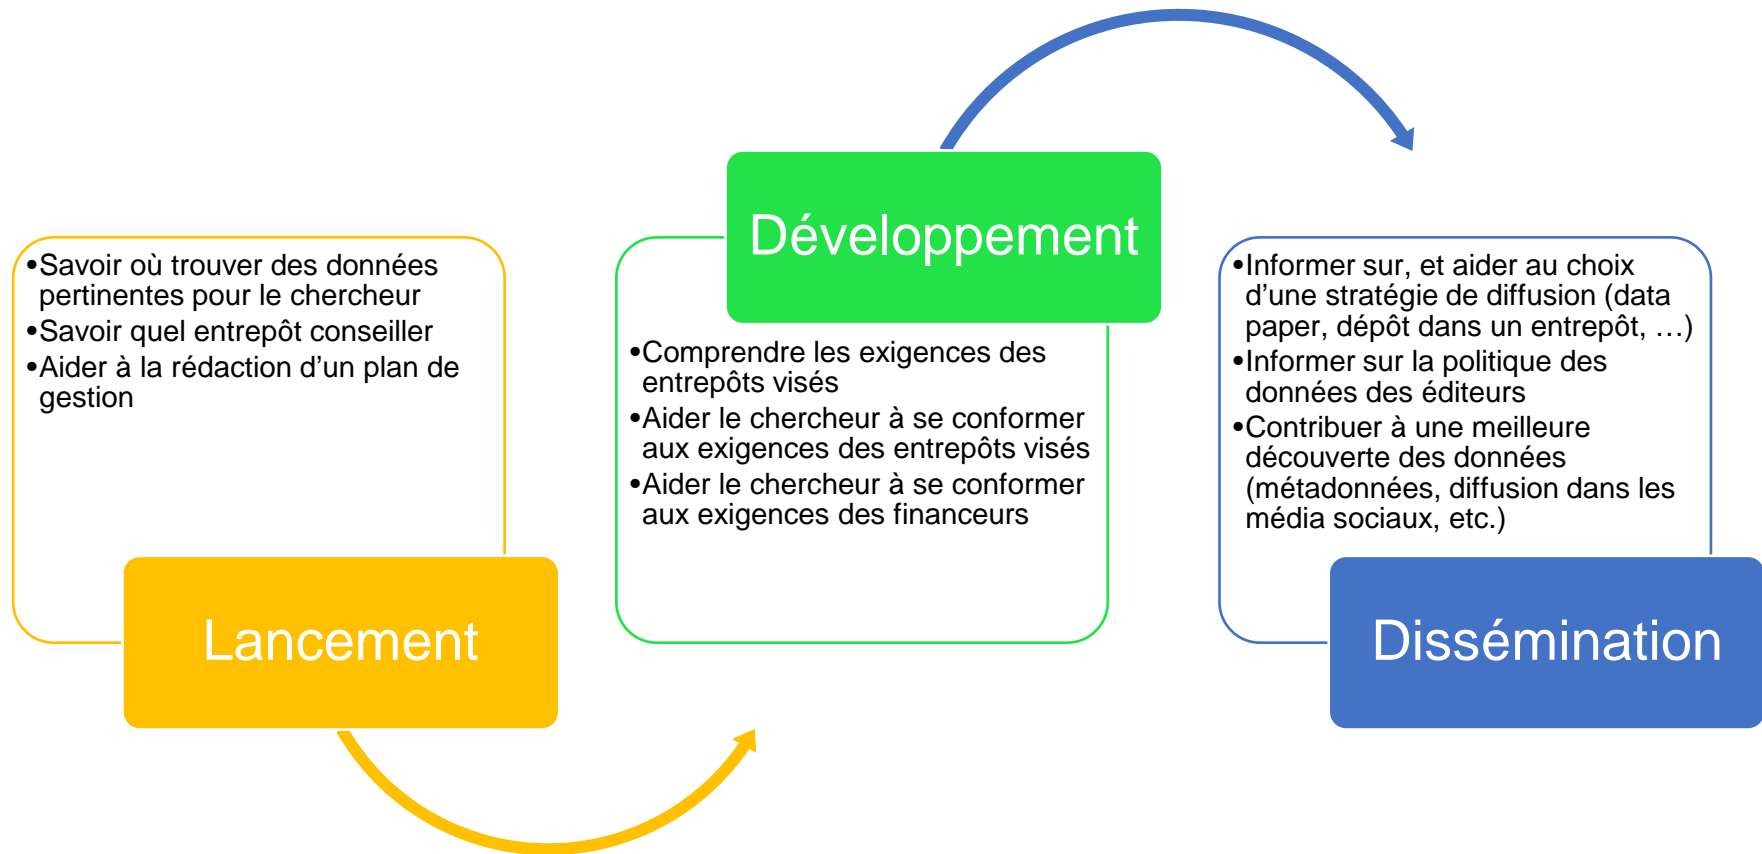 •Savoir où trouver des données
pertinentes pour le chercheur
•Savoir quel entrepôt conseiller
•Aider à la rédaction d’un plan de
gestion
Lancement
Développement
•Comprendre les exigences des
entrepôts visés
•Aider le chercheur à se conformer
aux exigences des entrepôts visés
•Aider le chercheur à se conformer
aux exigences des financeurs
•Informer sur, et aider au choix
d’une stratégie de diffusion (data
paper, dépôt dans un entrepôt, …)
•Informer sur la politique des
données des éditeurs
•Contribuer à une meilleure
découverte des données
(métadonnées, diffusion dans les
média sociaux, etc.)
Dissémination